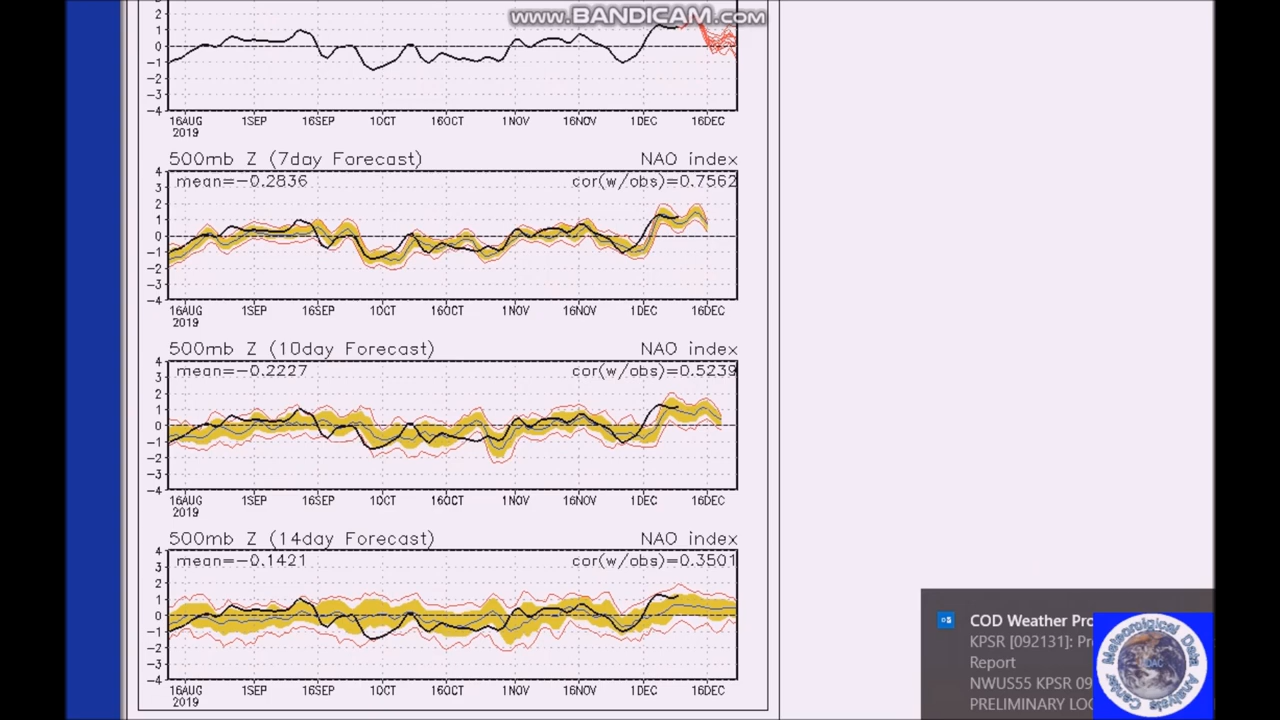 www.BANDICAM.com
2
1
0
-1
-2
-3
-4
16AUG 1SEP 16SEP 1OCT 16OCT 1NOV 16NOV 1DEC 16DEC
2019
500mb Z (7day Forecast) NAO index
4
mean=-0.2836 cor(w/obs)=0.7562
3
2
1
0
-1
-2
-3
-4
16AUG 1SEP 16SEP 1OCT 16OCT 1NOV 16NOV 1DEC 16DEC
2019
500mb Z (10day Forecast) NAO index
4
mean=-0.2227 cor(w/obs)=0.5239
3
2
1
0
-1
-2
-3
-4
16AUG 1SEP 16SEP 1OCT 16OCT 1NOV 16NOV 1DEC 16DEC
2019
500mb Z (14day Forecast) NAO index
4
mean=-0.1421 cor(w/obs)=0.3501
3
2
1
0
-1
-2
-3
-4
16AUG 1SEP 16SEP 1OCT 16OCT 1NOV 16NOV 1DEC 16DEC
2019
COD Weather Pro
KPSR [092131]: Pr
Report
NWUS55 KPSR 09
PRELIMINARY LOC
Data Analysis Center